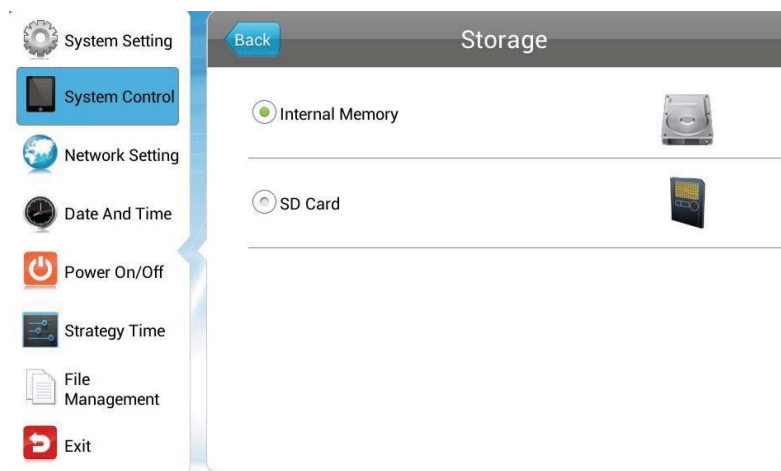 System Setting
System Control
Network Setting
Date And Time
Power On/Off
Strategy Time
File
Management
Exit
Back
Storage
Internal Memory
SD Card